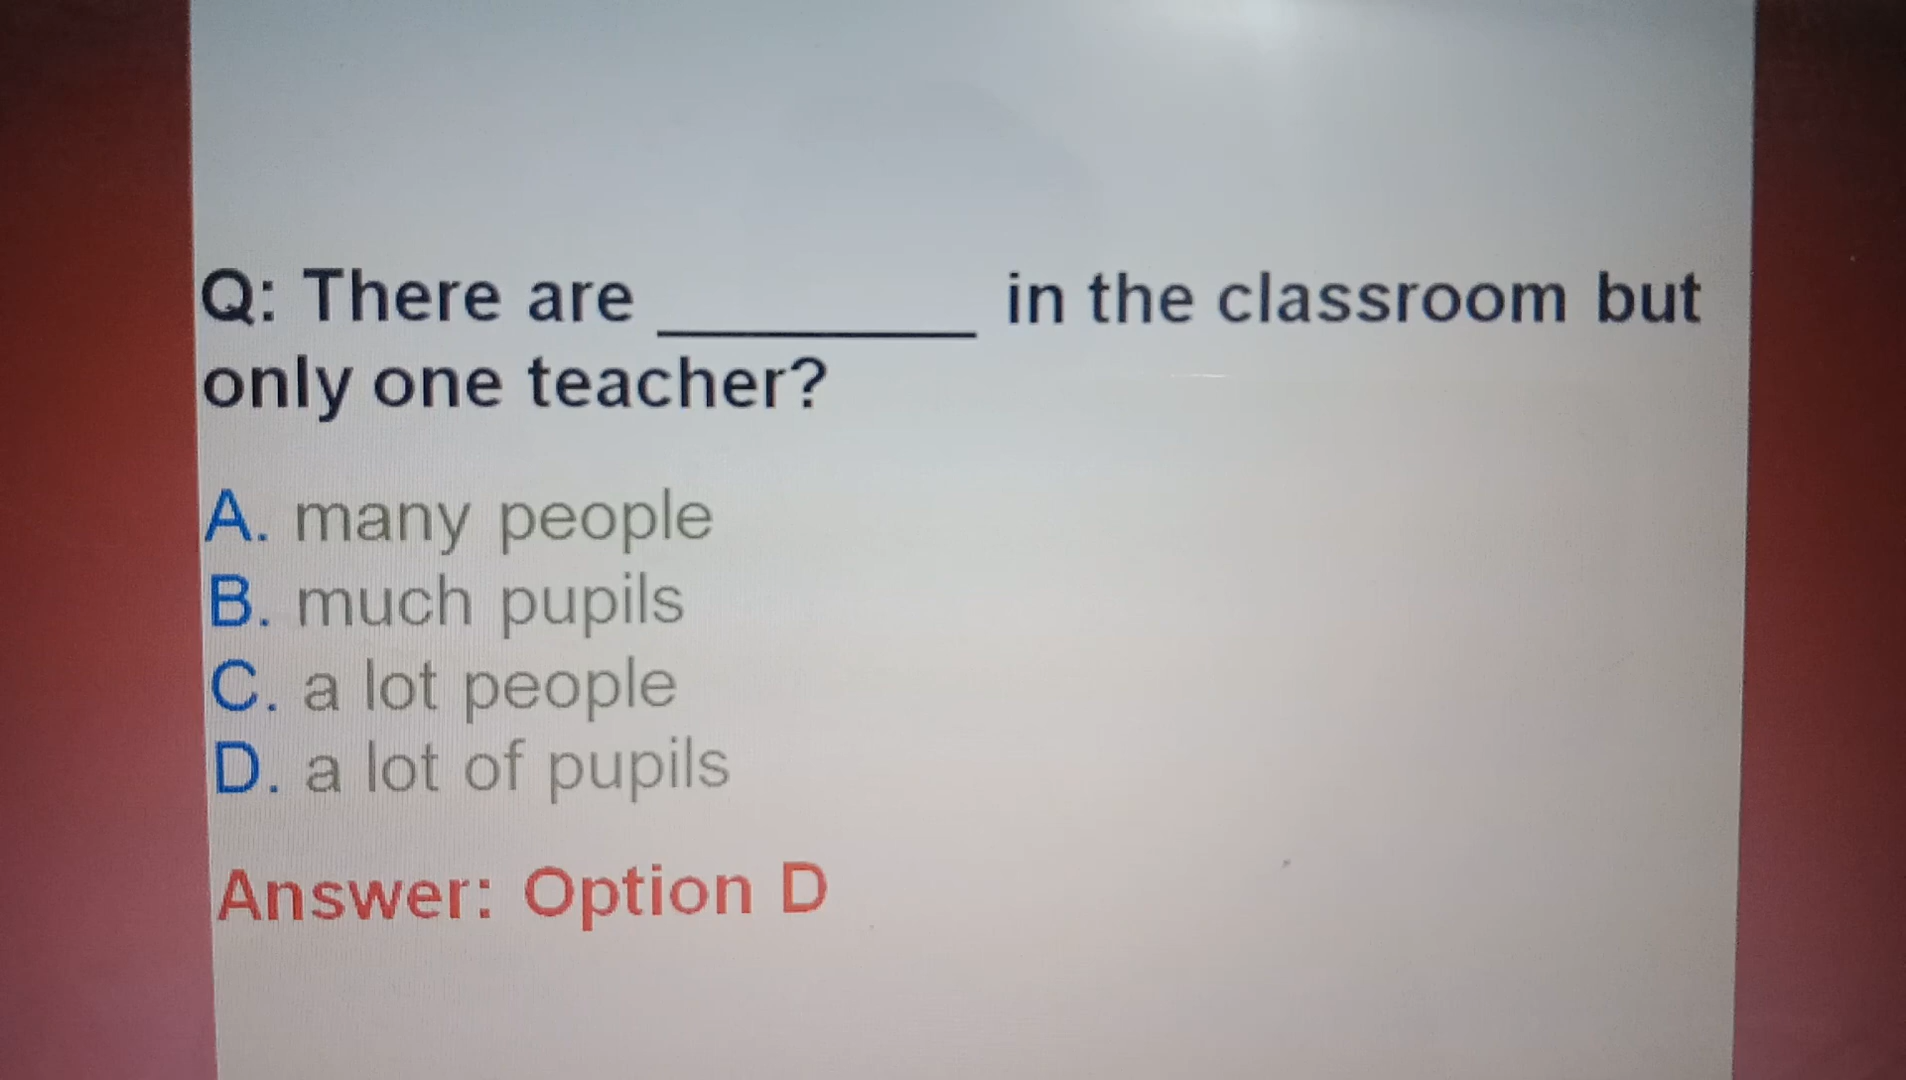 Q: There are ________ in the classroom but
only one teacher?
A. many people
B. much pupils
C. a lot people
D. a lot of pupils
Answer: Option D